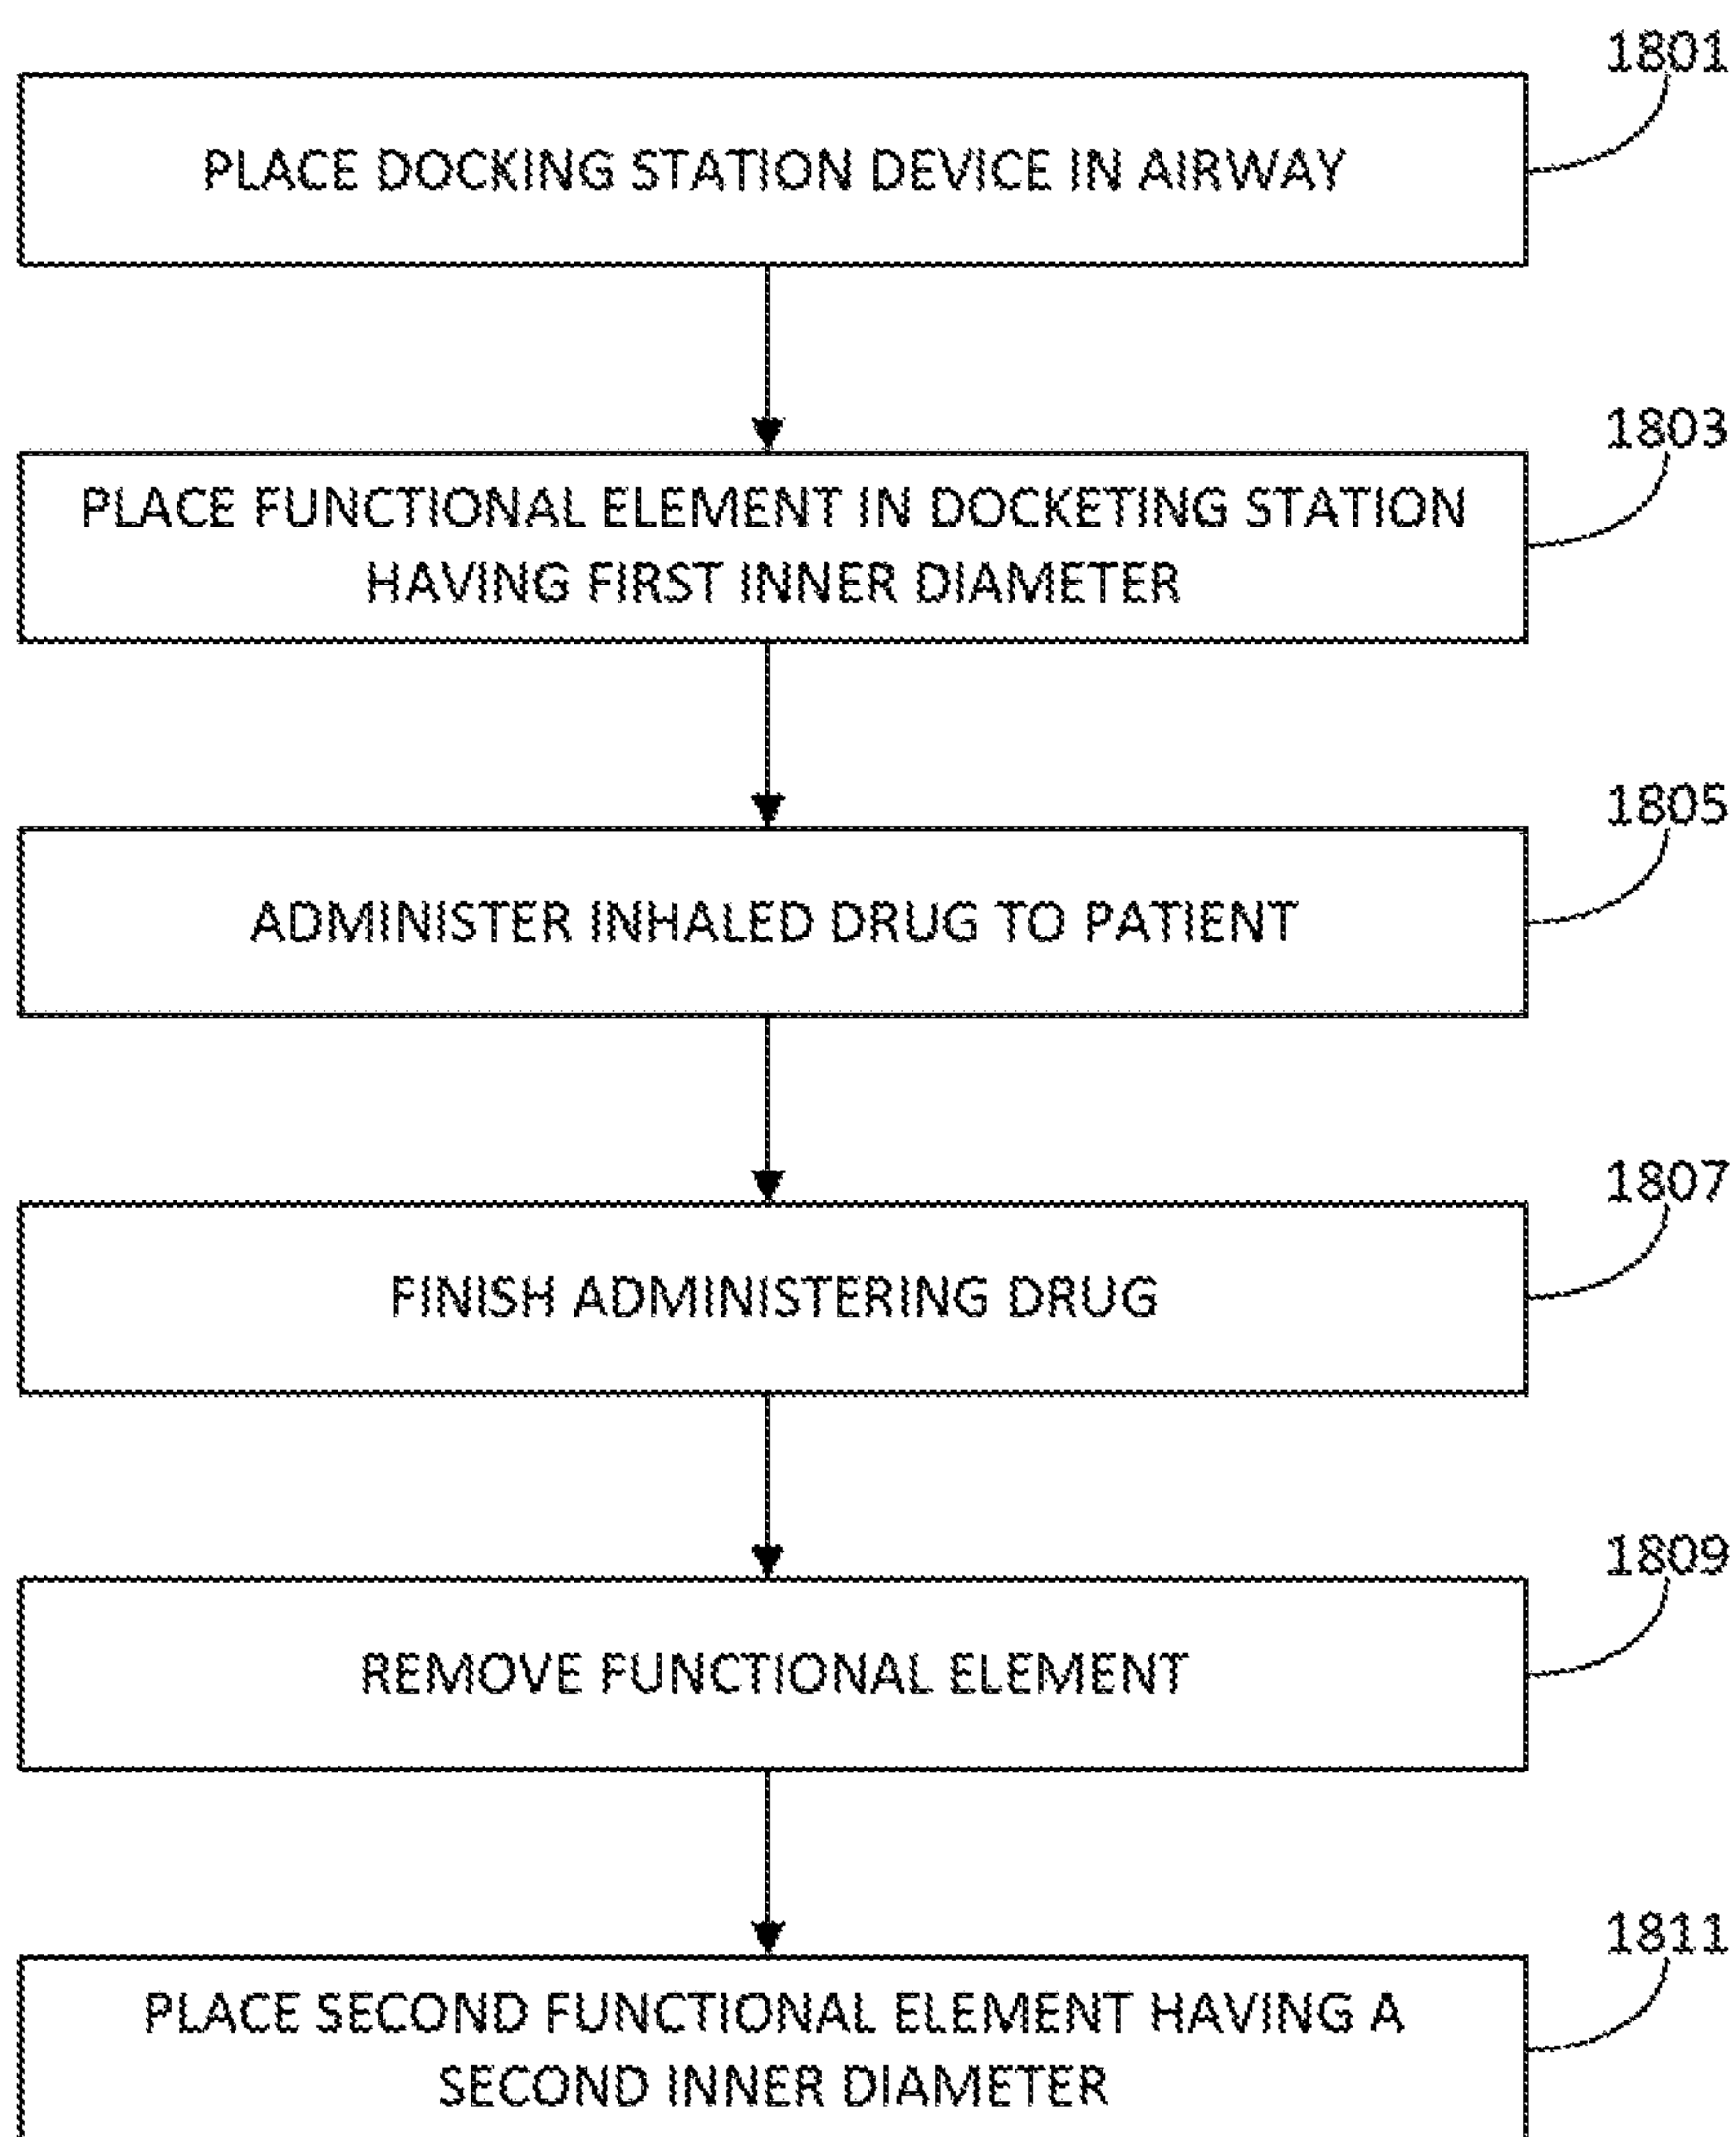 1801
PLACE DOCKING STATION DEVICE IN AIRWAY
1803
PLACE FUNCTIONAL ELEMENT IN DOCKETING STATION
HAVING FIRST INNER DIAMETER
1805
ADMINISTER INHALED DRUG TO PATIENT
1807
FINISH ADMINISTERING DRUG
1809
REMOVE FUNCTIONAL ELEMENT
1811
PLACE SECOND FUNCTIONAL ELEMENT HAVING A
SECOND INNER DIAMETER